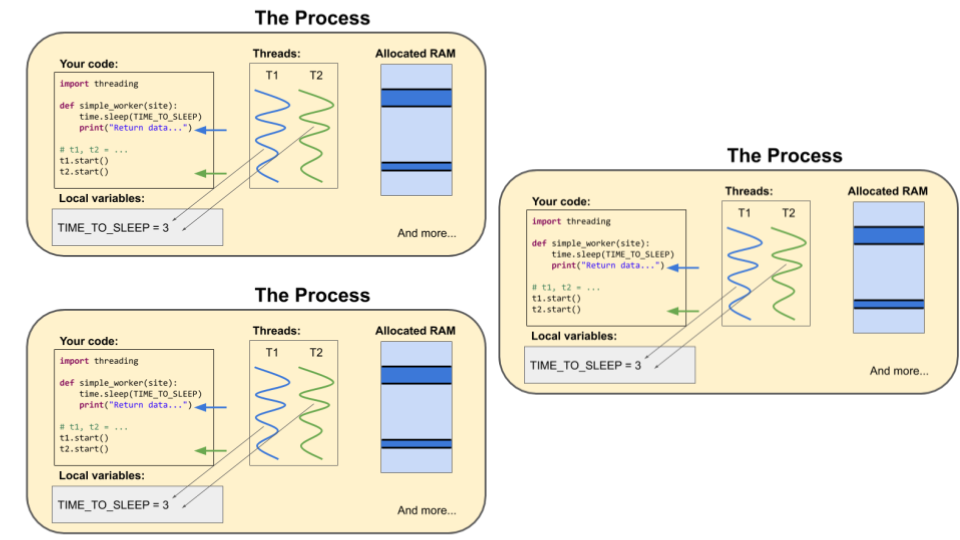 The Process
Threads:
Allocated RAM
Your code:
T1 T2
import threading
def simple_worker(site):
time.sleep(TIME_TO_SLEEP)
print("Return data...")
# t1, t2 = ...
t1.start()
t2.start()
Local variables:
TIME_TO_SLEEP = 3
And more...
The Process
Threads:
Allocated RAM
Your code:
T1 T2
import threading
def simple_worker(site):
time.sleep(TIME_TO_SLEEP)
print("Return data...")
# t1, t2 = ...
t1.start()
t2.start()
Local variables:
TIME_TO_SLEEP = 3
And more...
The Process
Threads:
Allocated RAM
Your code:
T1 T2
import threading
def simple_worker(site):
time.sleep(TIME_TO_SLEEP)
print("Return data...")
# t1, t2 = ...
t1.start()
t2.start()
Local variables:
TIME_TO_SLEEP = 3
And more...